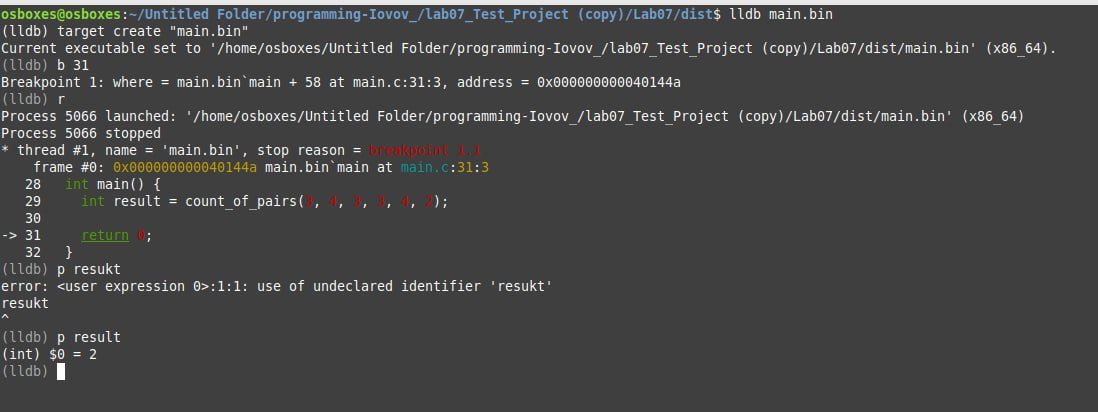 osboxes@osboxes:~/Untitled Folder/programming-Iovov_/lab07_Test_Project (copy)/Lab07/dist$ lldb main.bin
(lldb) target create "main.bin"
Current executable set to '/home/osboxes/Untitled Folder/programming-Iovov_/lab07_Test_Project (copy)/Lab07/dist/main.bin' (x86_64).
(lldb) b 31
Breakpoint 1: where = main.bin`main + 58 at main.c:31:3, address = 0x000000000040144a
(lldb) r
Process 5066 launched: '/home/osboxes/Untitled Folder/programming-Iovov_/lab07_Test_Project (copy)/Lab07/dist/main.bin' (x86_64)
Process 5066 stopped
* thread #1, name = 'main.bin', stop reason = breakpoint 1.1
    frame #0: 0x000000000040144a main.bin`main at main.c:31:3
   28   int main() {
   29     int result = count_of_pairs(3, 4, 3, 3, 4, 2);
   30
-> 31     return 0;
   32   }
(lldb) p resukt
error: <user expression 0>:1:1: use of undeclared identifier 'resukt'
resukt
^
(lldb) p result
(int) $0 = 2
(lldb)